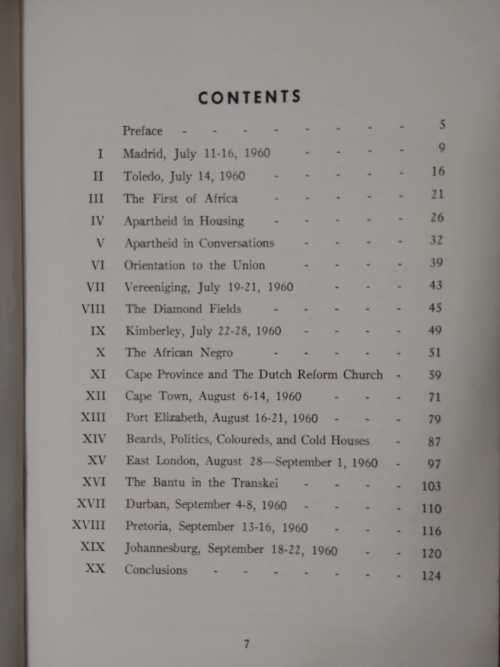 CONTENTS
Preface - - - - - - - - 5
I Madrid, July 11-16, 1960 - - - - 9
II Toledo, July 14, 1960 - - - - - 16
III The First of Africa - - - - - 21
IV Apartheid in Housing - - - - 26
V Apartheid in Conversations - - - - 32
VI Orientation to the Union - - - - 39
VII Vereeniging, July 19-21, 1960 - - - 43
VIII The Diamond Fields - - - - 45
IX Kimberley, July 22-28, 1960 - - - - 49
X The African Negro - - - - - 51
XI Cape Province and The Dutch Reform Church - 59
XII Cape Town, August 6-14, 1960 - - - 71
XIII Port Elizabeth, August 16-21, 1960 - - - 79
XIV Beards, Politics, Coloureds, and Cold Houses - 87
XV East London, August 28—September 1, 1960 - 97
XVI The Bantu in the Transkei - - - - 103
XVII Durban, September 4-8, 1960 - - - - 110
XVIII Pretoria, September 13-16, 1960 - - - 116
XIX Johannesburg, September 18-22, 1960 - - 120
XX Conclusions - - - - - - - 124
7